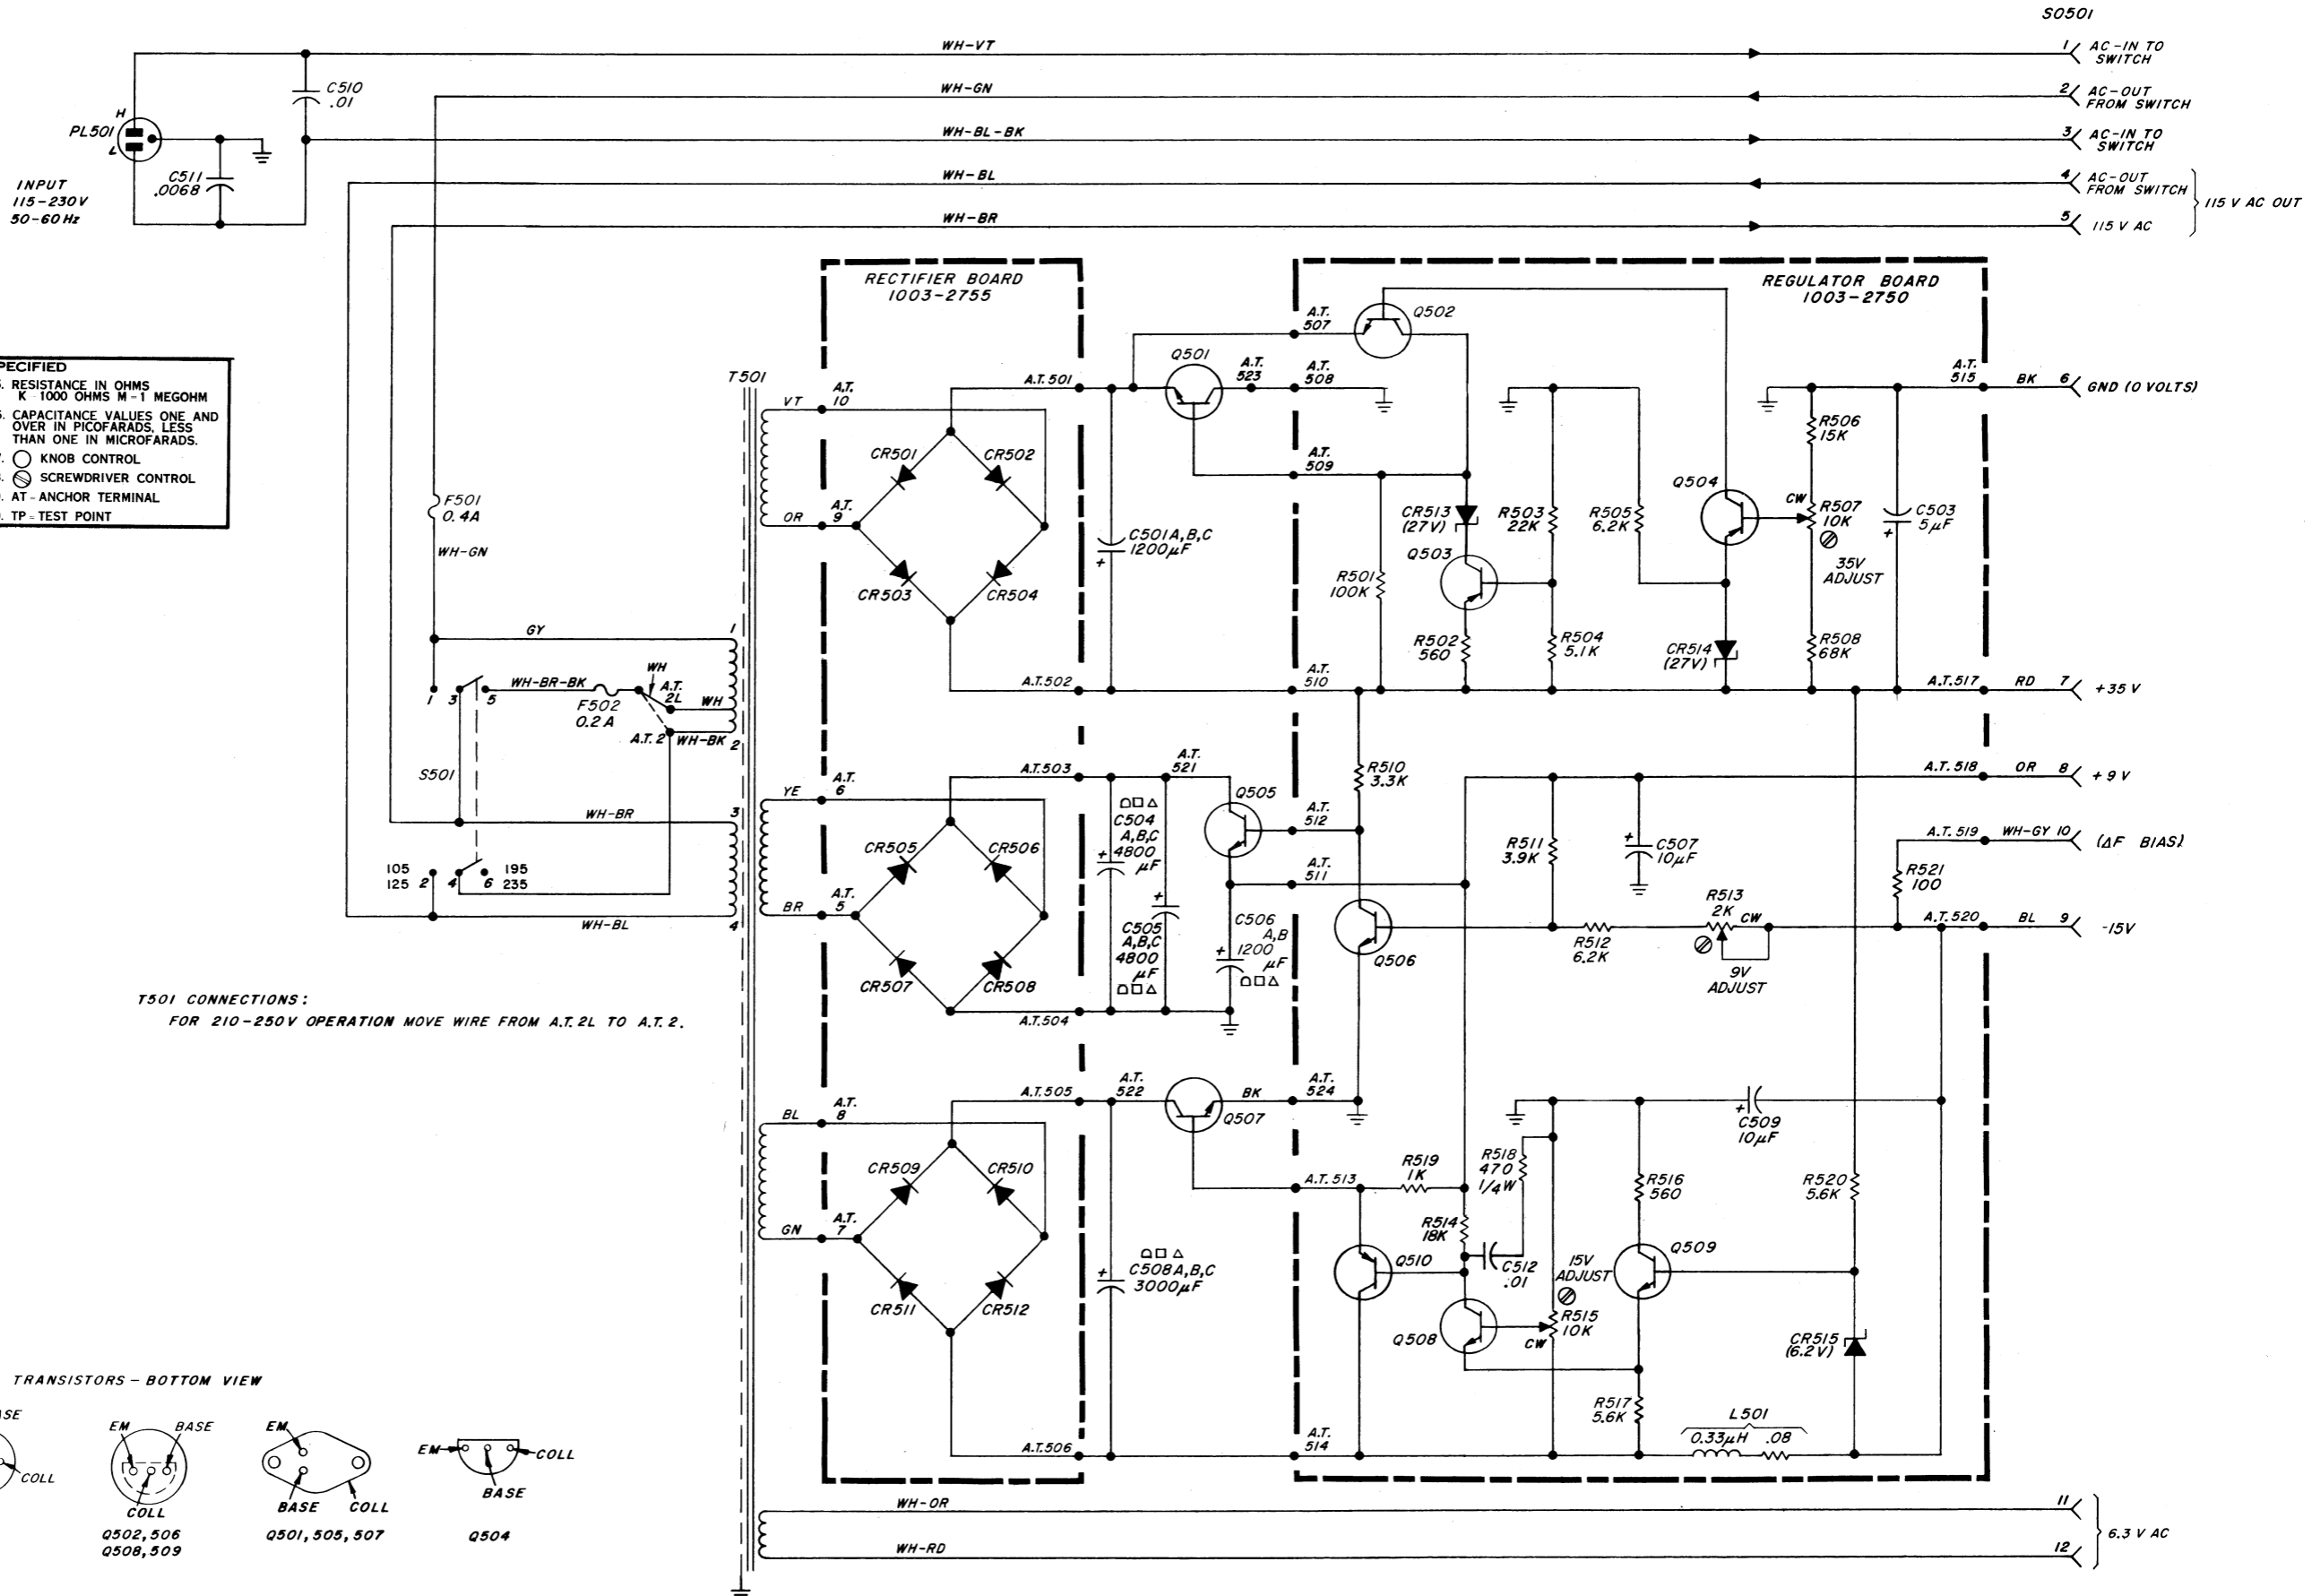 SO501
WH-VT
1 AC-IN TO
SWITCH
C510
.01
WH-GN
2 AC-OUT
FROM SWITCH
H
PL501
L
WH-BL-BK
3 AC-IN TO
SWITCH
C511
.0068
WH-BL
4 AC-OUT
FROM SWITCH
115 V AC OUT
INPUT
115-230V
50-60 Hz
WH-BR
5 115 V AC
RECTIFIER BOARD
1003-2755
REGULATOR BOARD
1003-2750
PECIFIED
. RESISTANCE IN OHMS
K 1000 OHMS M-1 MEGOHM
. CAPACITANCE VALUES ONE AND
OVER IN PICOFARADS, LESS
THAN ONE IN MICROFARADS.
KNOB CONTROL
SCREWDRIVER CONTROL
. AT-ANCHOR TERMINAL
. TP=TEST POINT
F501
0.4A
WH-GN
T501
VT
A.T.
10
OR
A.T.
9
CR501
CR502
CR503
CR504
A.T.501
A.T.502
C501A,B,C
+ 1200µF
Q501
A.T.
523
A.T.
507
A.T.
508
A.T.
509
Q502
CR513
(27V)
Q503
R501
100K
R502
560
R503
22K
R504
5.1K
R505
6.2K
Q504
CR514
(27V)
R506
15K
CW
R507
10K
35V
ADJUST
R508
68K
C503
5µF
+
A.T.
515
BK
6 GND (0 VOLTS)
A.T.
510
A.T.517
RD
7 +35 V
GY
1
WH-BR-BK
F502
0.2A
WH
A.T.
2L
WH
A.T.2
WH-BK
2
1 3 5
S501
WH-BR
3
105
125
2 4 6
195
235
WH-BL
4
YE
A.T.
6
BR
A.T.
5
CR505
CR506
CR507
CR508
A.T.503
A.T.504
C504
A,B,C
+ 4800
µF
C505
A,B,C
4800
µF
+
A.T.
521
Q505
C506
A,B
+ 1200
µF
A.T.
512
A.T.
511
R510
3.3K
Q506
R511
3.9K
+ C507
10µF
R512
6.2K
R513
2K
CW
9V
ADJUST
A.T.518
OR
8 +9 V
A.T.519
WH-GY
10 (ΔF BIAS)
R521
100
A.T.520
BL
9 -15V
T501 CONNECTIONS:
FOR 210-250V OPERATION MOVE WIRE FROM A.T.2L TO A.T.2.
BL
A.T.
8
GN
A.T.
7
CR509
CR510
CR511
CR512
A.T.505
A.T.506
A.T.
522
Q507
BK
A.T.
524
+ C508A,B,C
3000µF
A.T.513
R519
1K
R518
470
1/4W
R514
18K
Q510
C512
.01
15V
ADJUST
Q508
CW
R515
10K
R516
560
Q509
R517
5.6K
+ C509
10µF
R520
5.6K
CR515
(6.2V)
L501
0.33µH .08
A.T.
514
TRANSISTORS-BOTTOM VIEW
ASE
COLL
EM
BASE
COLL
Q502,506
Q508,509
EM
BASE
COLL
Q501,505,507
EM
COLL
BASE
Q504
WH-OR
11
6.3 V AC
WH-RD
12